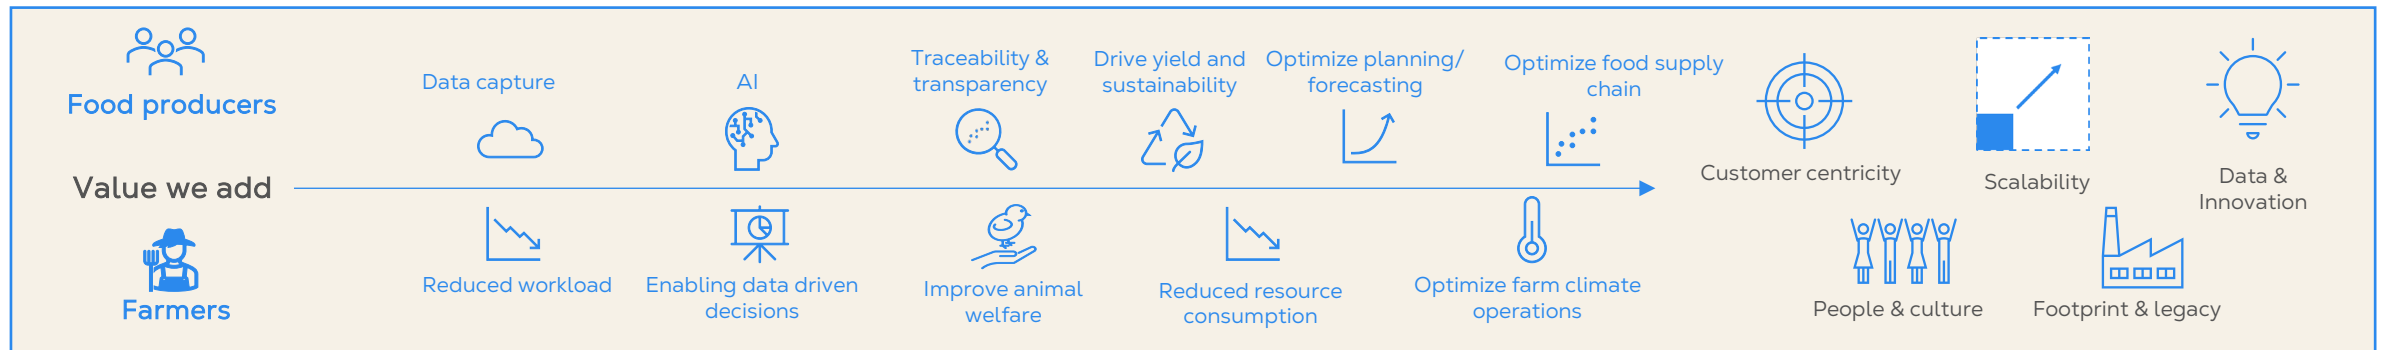 Food producers
Data capture
AI
Traceability &
transparency
Drive yield and
sustainability
Optimize planning/
forecasting
Optimize food supply
chain
Value we add
Farmers
Reduced workload
Enabling data driven
decisions
Improve animal
welfare
Reduced resource
consumption
Optimize farm climate
operations
Customer centricity
Scalability
Data &
Innovation
People & culture
Footprint & legacy